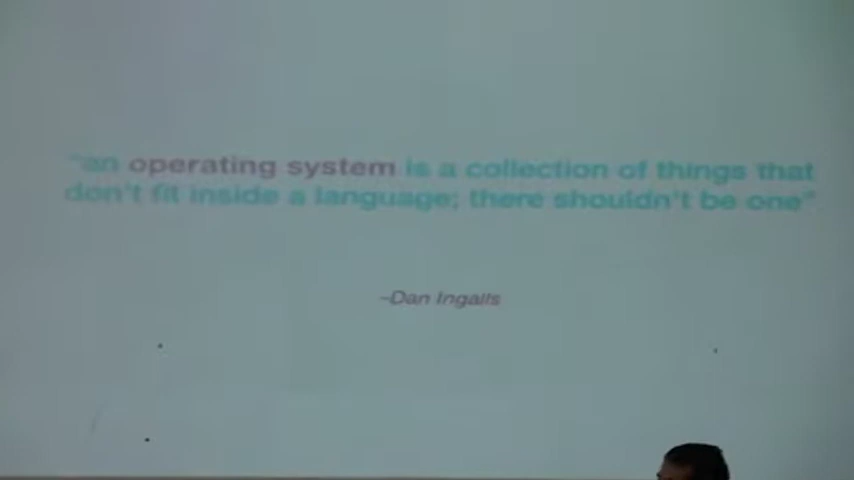 "an operating system is a collection of things that
don't fit inside a language; there shouldn't be one"
-Dan Ingalls